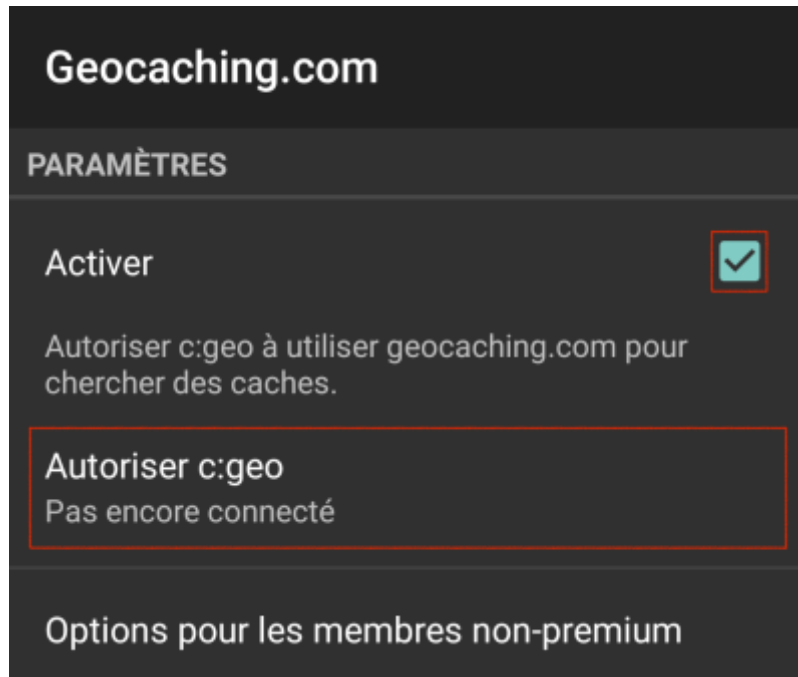 Geocaching.com
PARAMÈTRES
Activer
Autoriser c:geo à utiliser geocaching.com pour
chercher des caches.
Autoriser c:geo
Pas encore connecté
Options pour les membres non-premium